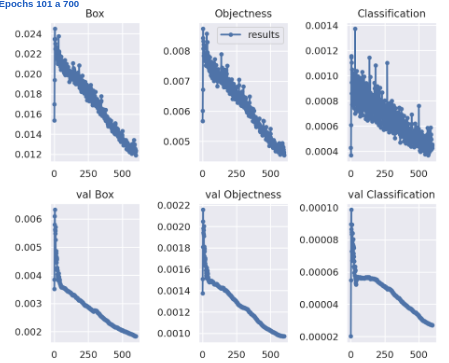 Epochs 101 a 700
Box
Objectness
Classification
0.024
0.022
0.020
0.018
0.016
0.014
0.012
results
0.008
0.007
0.006
0.005
0.0014
0.0012
0.0010
0.0008
0.0006
0.0004
0 250 500
0 250 500
0 250 500
val Box
val Objectness
val Classification
0.006
0.005
0.004
0.003
0.002
0.0022
0.0020
0.0018
0.0016
0.0014
0.0012
0.0010
0.00010
0.00008
0.00006
0.00004
0.00002
0 250 500
0 250 500
0 250 500